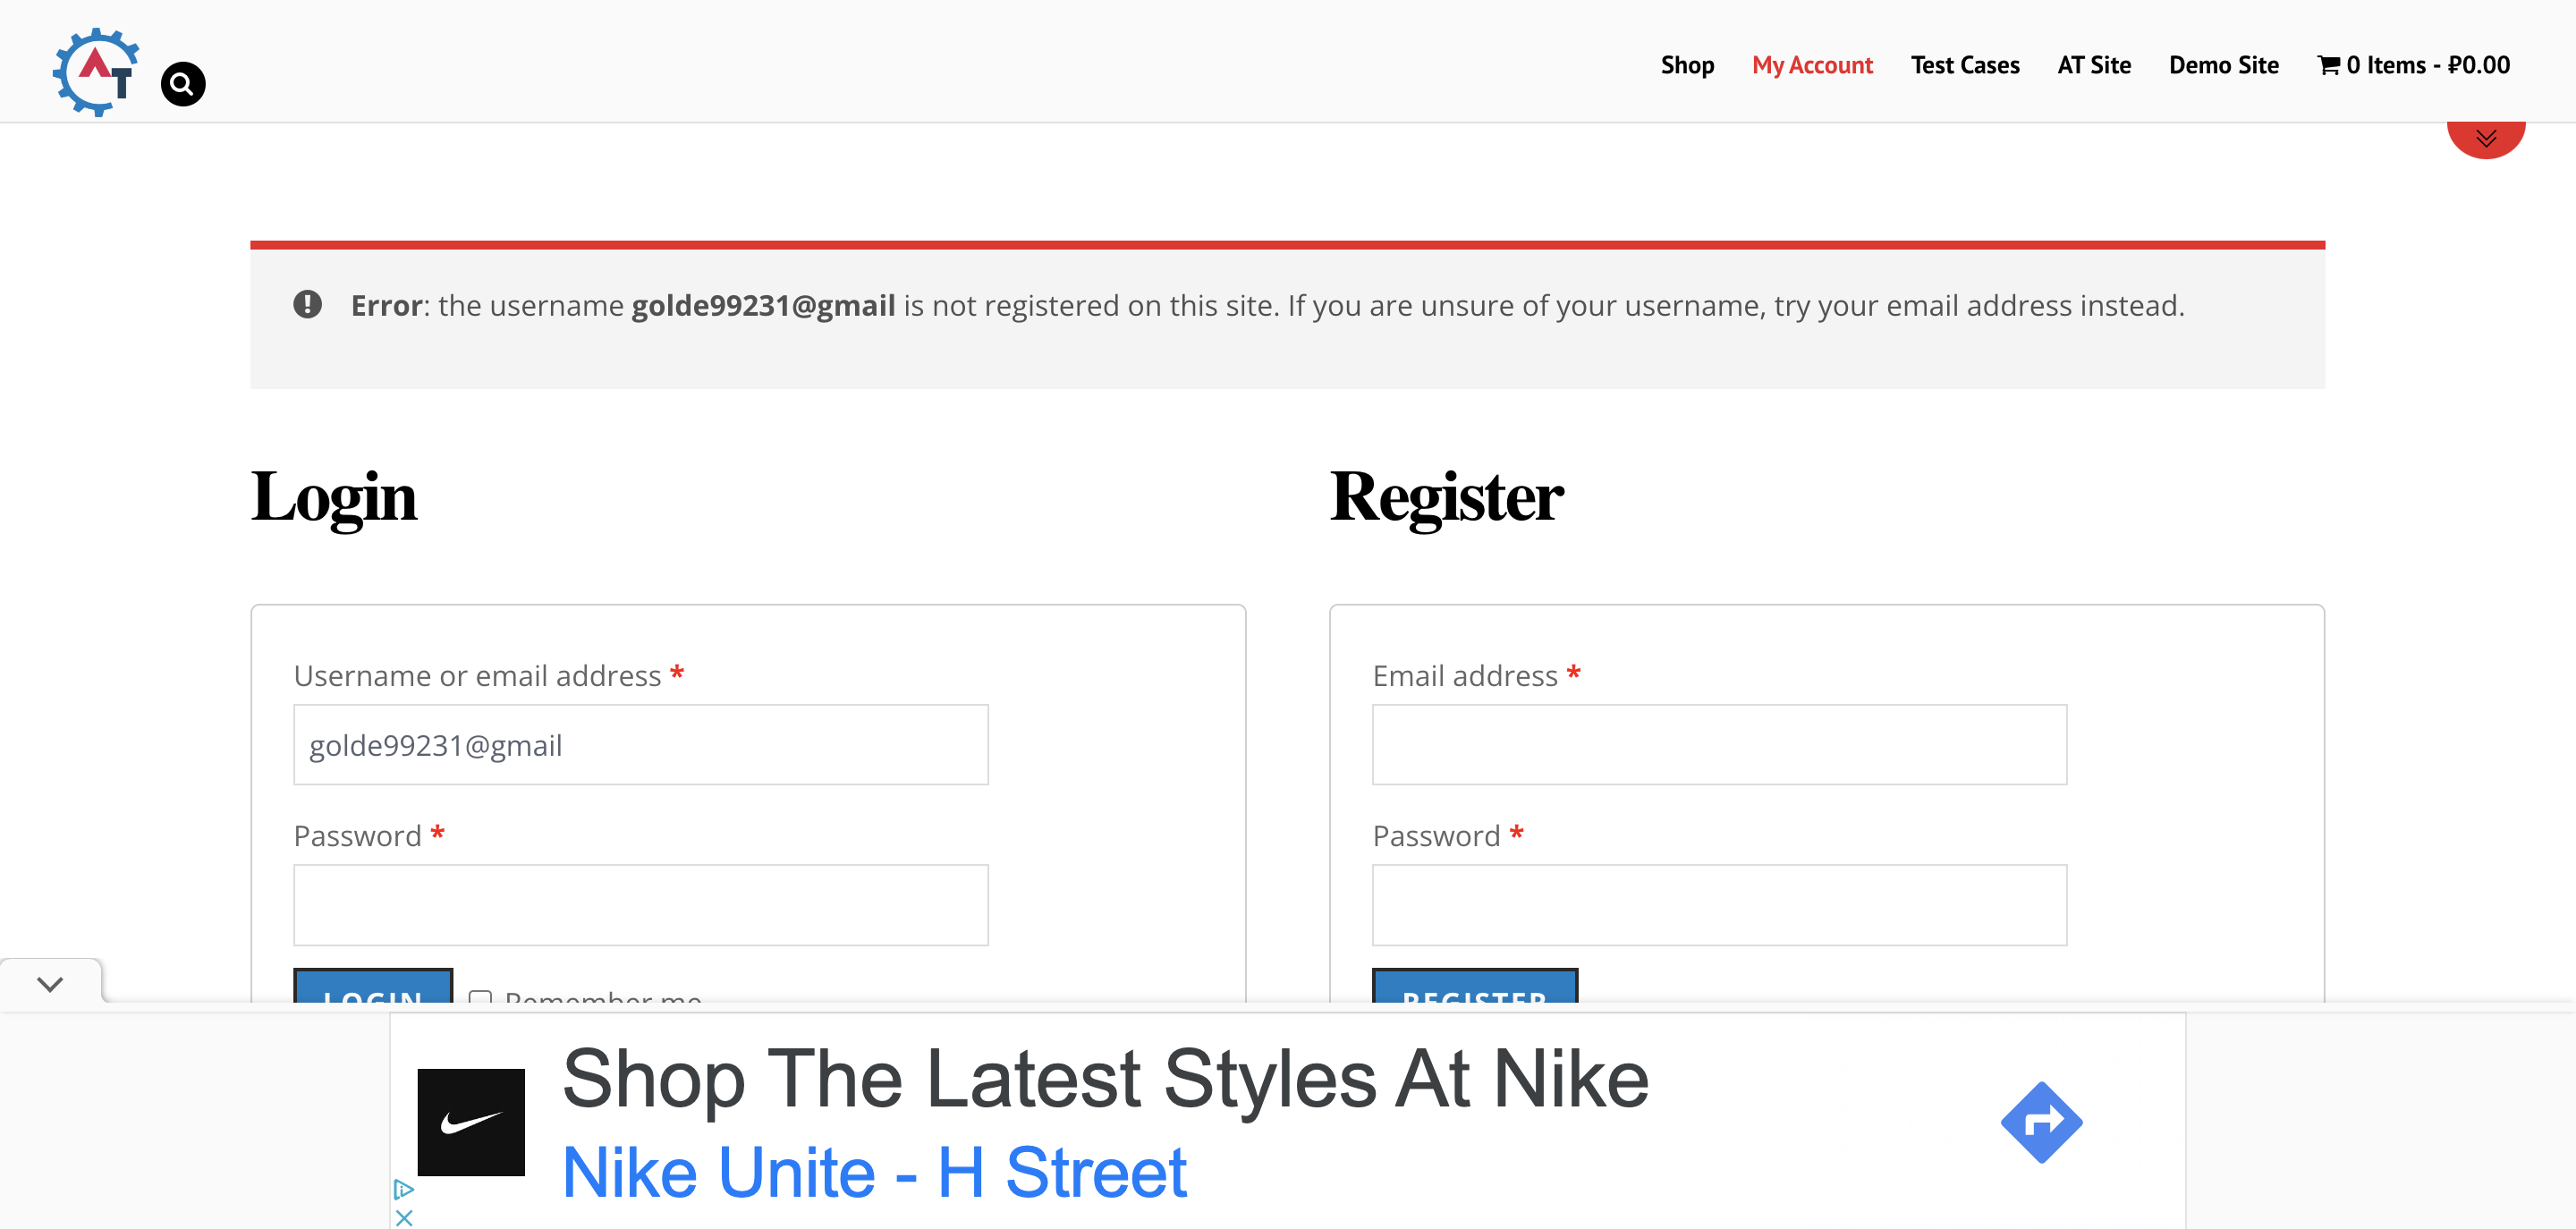 AT
Shop My Account Test Cases AT Site Demo Site 0 Items - ₽0.00
Error: the username golde99231@gmail is not registered on this site. If you are unsure of your username, try your email address instead.
Login
Username or email address *
golde99231@gmail
Password *
LOGIN Remember me
Register
Email address *
Password *
REGISTER
Shop The Latest Styles At Nike
Nike Unite - H Street